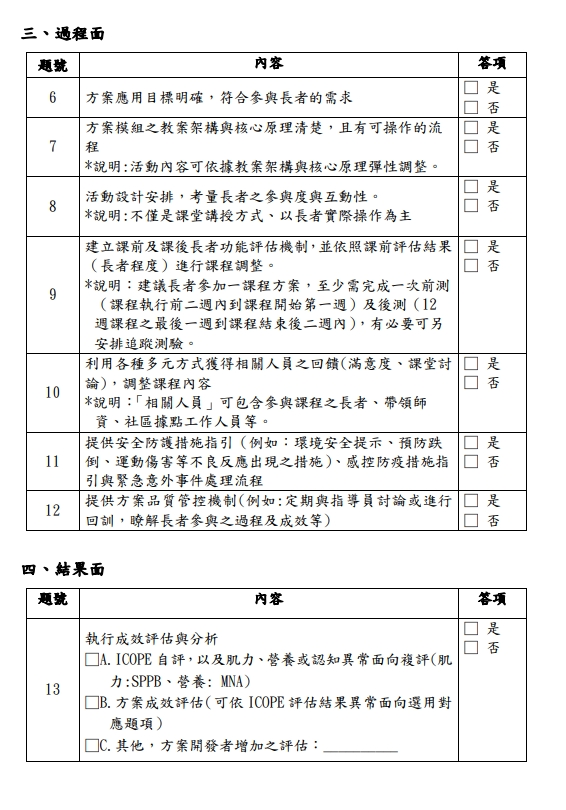 三、過程面
題號 內容 答項
6 方案應用目標明確，符合參與長者的需求 □ 是
□ 否
7 方案模組之教案架構與核心原理清楚，且有可操作的流
程
*說明:活動內容可依據教案架構與核心原理彈性調整。
□ 是
□ 否
8 活動設計安排，考量長者之參與度與互動性。
*說明:不僅是課堂講授方式、以長者實際操作為主
□ 是
□ 否
9 建立課前及課後長者功能評估機制，並依照課前評估結果
（長者程度）進行課程調整。
*說明：建議長者參加一課程方案，至少需完成一次前測
（課程執行前二週內到課程開始第一週）及後測（12
週課程之最後一週到課程結束後二週內），有必要可另
安排追蹤測驗。
□ 是
□ 否
10 利用各種多元方式獲得相關人員之回饋(滿意度、課堂討
論)，調整課程內容
*說明：「相關人員」可包含參與課程之長者、帶領師
資、社區據點工作人員等。
□ 是
□ 否
11 提供安全防護措施指引（例如：環境安全提示、預防跌
倒、運動傷害等不良反應出現之措施)、感控防疫措施指
引與緊急意外事件處理流程
□ 是
□ 否
12 提供方案品質管控機制(例如:定期與指導員討論或進行
回訓，瞭解長者參與之過程及成效等）
□ 是
□ 否
四、結果面
題號 內容 答項
13 執行成效評估與分析
□A.ICOPE 自評，以及肌力、營養或認知異常面向複評(肌
力:SPPB、營養: MNA)
□B.方案成效評估(可依 ICOPE 評估結果異常面向選用對
應題項)
□C.其他，方案開發者增加之評估：________
□ 是
□ 否